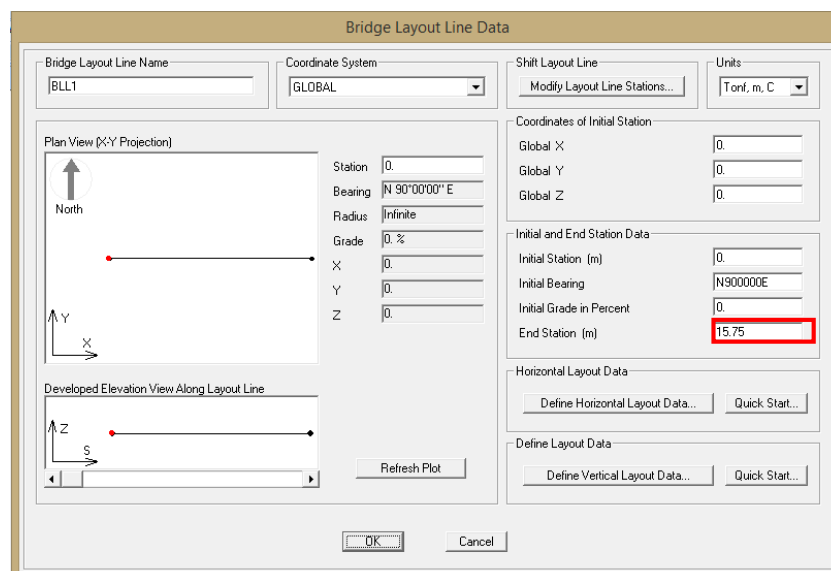 Bridge Layout Line Data
Bridge Layout Line Name
BLL1
Coordinate System
GLOBAL
Shift Layout Line
Modify Layout Line Stations...
Units
Tonf, m, C
Plan View (X-Y Projection)
North
Y
X
Station 0.
Bearing N 90°00'00" E
Radius Infinite
Grade 0. %
X 0.
Y 0.
Z 0.
Coordinates of Initial Station
Global X 0.
Global Y 0.
Global Z 0.
Initial and End Station Data
Initial Station (m) 0.
Initial Bearing N900000E
Initial Grade in Percent 0.
End Station (m) 15.75
Developed Elevation View Along Layout Line
Z
S
Refresh Plot
Horizontal Layout Data
Define Horizontal Layout Data... Quick Start...
Define Layout Data
Define Vertical Layout Data... Quick Start...
OK Cancel